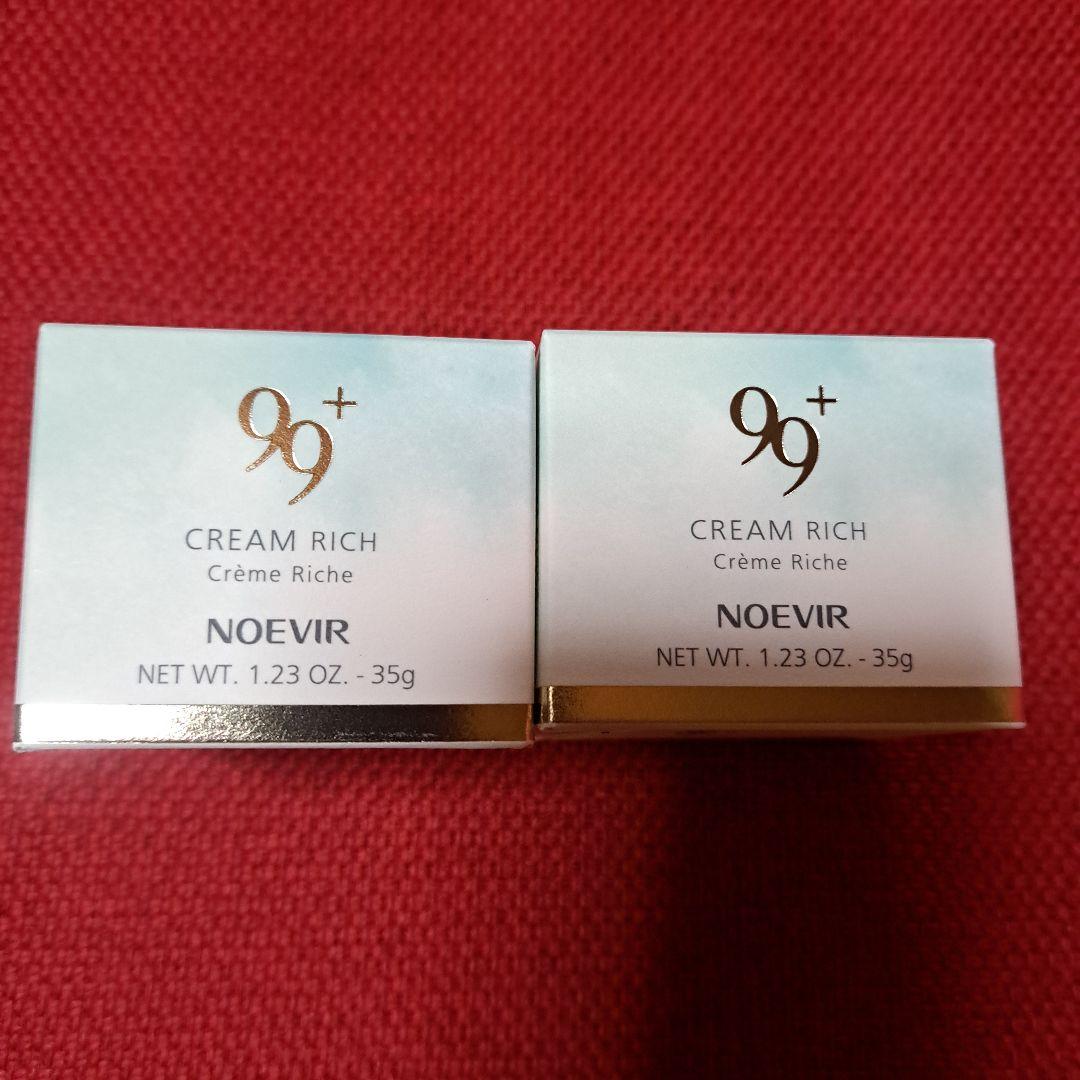 99+
CREAM RICH
Crème Riche
NOEVIR
NET WT. 1.23 OZ. - 35g
99+
CREAM RICH
Crème Riche
NOEVIR
NET WT. 1.23 OZ. - 35g